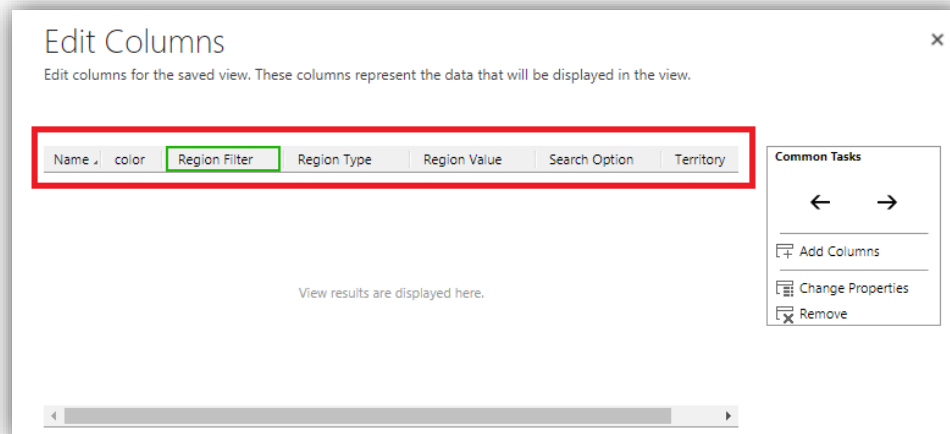 Edit Columns
Edit columns for the saved view. These columns represent the data that will be displayed in the view.
Name color Region Filter Region Type Region Value Search Option Territory
Common Tasks
Add Columns
View results are displayed here.
Change Properties
Remove